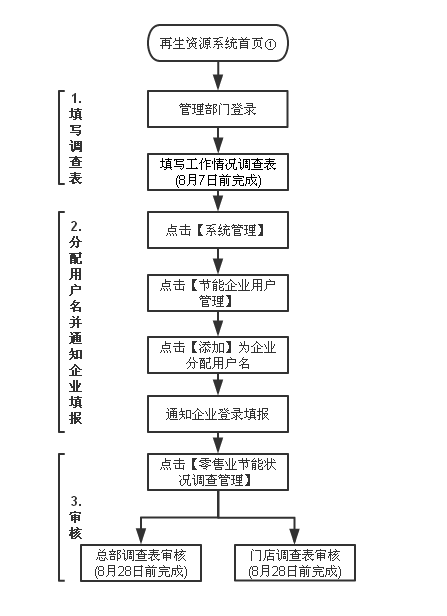 再生资源系统首页①
1.
填
写
调
查
表
管理部门登录
填写工作情况调查表
(8月7日前完成)
2.
分
配
用
户
名
并
通
知
企
业
填
报
点击【系统管理】
点击【节能企业用户
管理】
点击【添加】为企业
分配用户名
通知企业登录填报
3.
审
核
点击【零售业节能状
况调查管理】
总部调查表审核
(8月28日前完成)
门店调查表审核
(8月28日前完成)